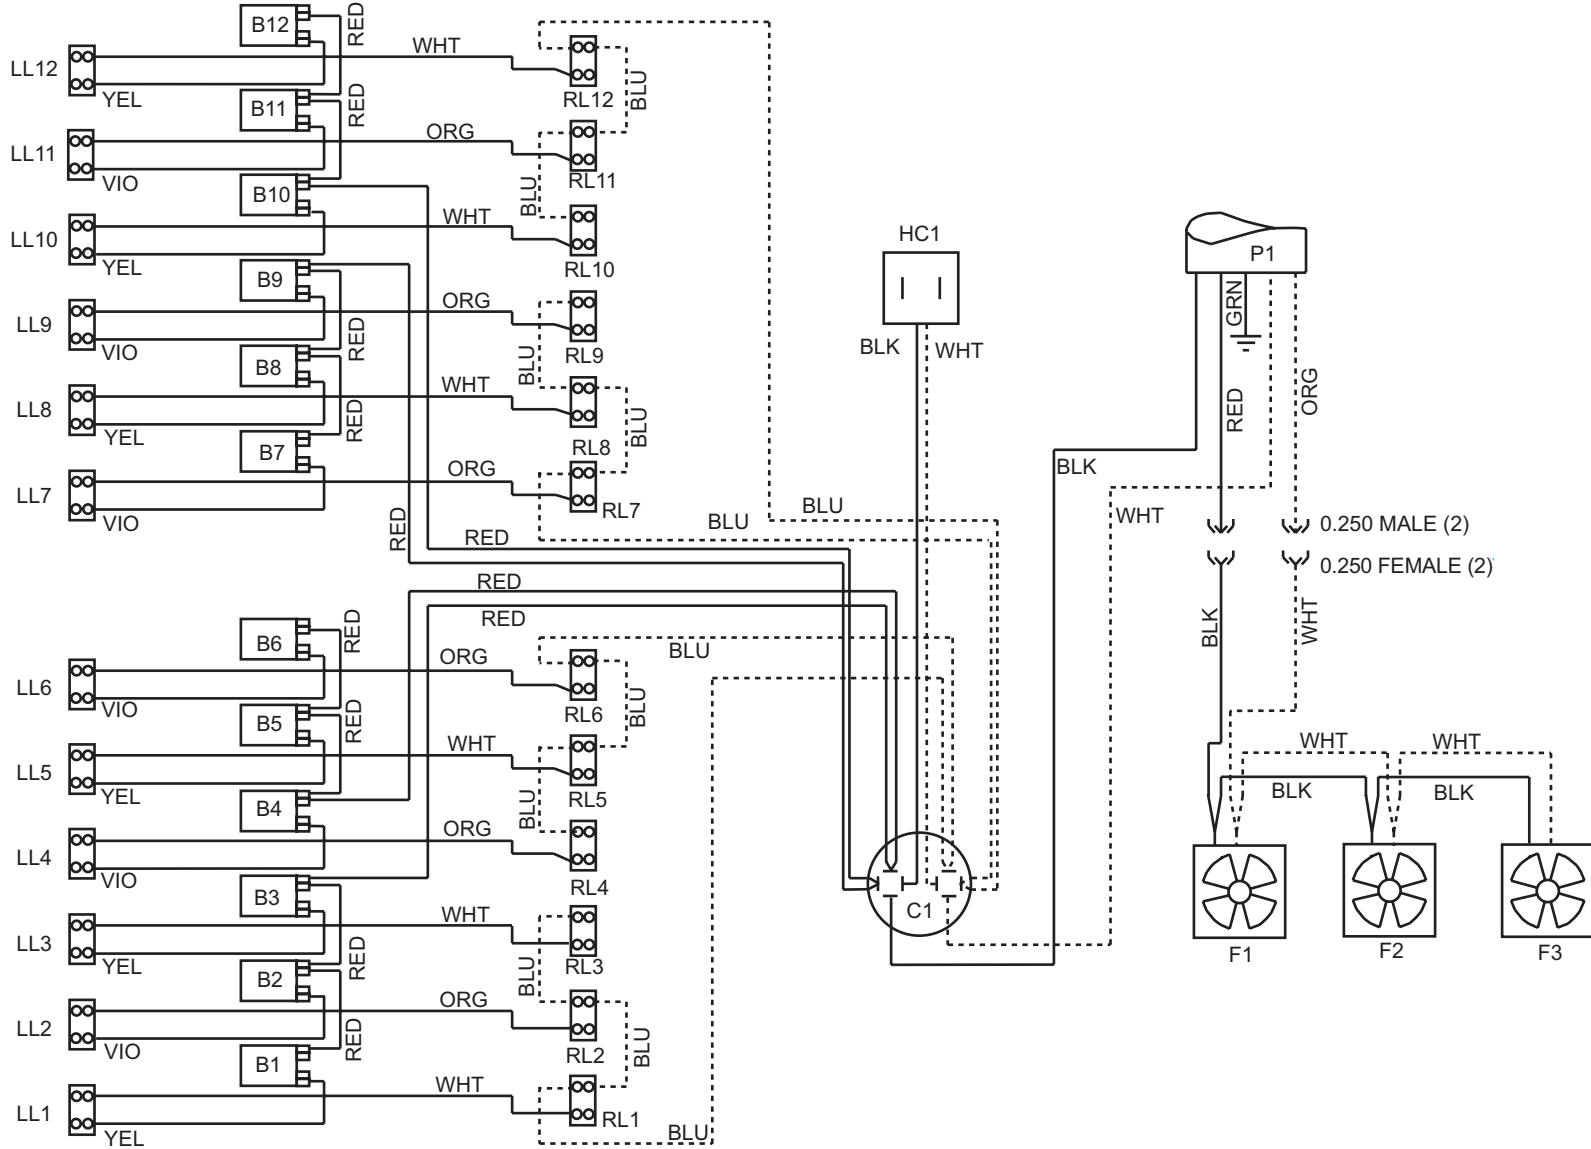 B12
RED
WHT
LL12
YEL
RL12
BLU
B11
RED
ORG
LL11
VIO
RL11
BLU
B10
WHT
LL10
YEL
RL10
B9
ORG
LL9
VIO
RED
RL9
BLU
B8
WHT
LL8
YEL
RED
RL8
BLU
B7
ORG
LL7
VIO
RL7
BLU
BLU
RED
RED
RED
RED
B6
RED
ORG
BLU
LL6
VIO
RL6
BLU
B5
RED
WHT
LL5
YEL
RL5
BLU
B4
ORG
LL4
VIO
RL4
B3
WHT
LL3
YEL
RED
RL3
BLU
B2
ORG
LL2
VIO
RED
RL2
BLU
B1
WHT
LL1
YEL
RL1
BLU
HC1
BLK
WHT
C1
P1
GRN
RED
ORG
BLK
WHT
0.250 MALE (2)
0.250 FEMALE (2)
BLK
WHT
WHT
WHT
BLK
BLK
F1
F2
F3